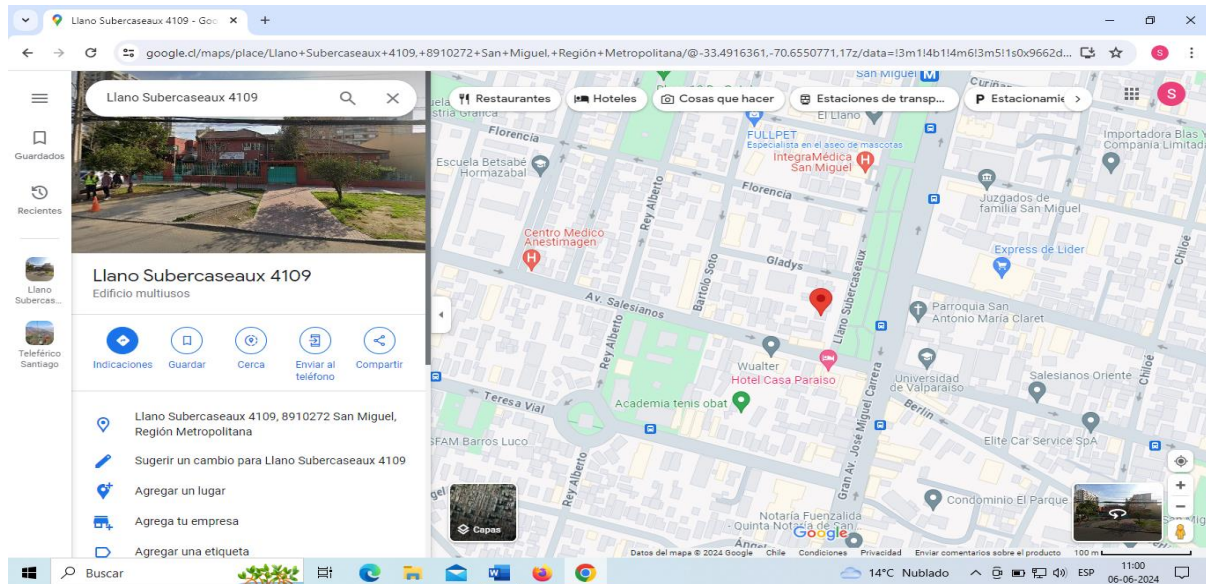 Llano Subercaseaux 4109 - Goo
google.cl/maps/place/Llano+Subercaseaux+4109,+8910272+San+Miguel,+Región+Metropolitana/@-33.4916361,-70.6550771,17z/data=!3m1!4b1!4m6!3m5!1s0x9662d...
S
Llano Subercaseaux 4109
Guardados
Recientes
Llano
Subercas...
Teleférico
Santiago
Llano Subercaseaux 4109
Edificio multiusos
Indicaciones
Guardar
Cerca
Enviar al
teléfono
Compartir
Llano Subercaseaux 4109, 8910272 San Miguel,
Región Metropolitana
Sugerir un cambio para Llano Subercaseaux 4109
Agregar un lugar
Agrega tu empresa
Agregar una etiqueta
Restaurantes
Hoteles
Cosas que hacer
Estaciones de transp...
P Estacionamie
S
San Miguel M
El Llano
FULLPET
Especialista en el aseo de mascotas
IntegraMédica
San Miguel
Importadora Blas Y
Compañía Limitad
Florencia
Escuela Betsabé
Hormazabal
Rey Alberto
Florencia
Juzgados de
familia San Miguel
Centro Medico
Anestimagen
Express de Lider
Chiloé
Gladys
Bartolo Soto
Llano Subercaseaux
Av. Salesianos
Parroquia San
Antonio María Claret
Rey Alberto
Wualter
Hotel Casa Paraíso
Universidad
de Valparaíso
Salesianos Oriente
Chiloé
Teresa Vial
Academia tenis obat
Gran Av. José Miguel Carrera
Berlín
SFAM Barros Luco
Elite Car Service SpA
Rey Alberto
Condominio El Parque
Notaría Fuenzalida
- Quinta Notaría de San
Capas
Google
Datos del mapa © 2024 Google
Chile
Condiciones
Privacidad
Enviar comentarios sobre el producto
100 m
Buscar
14°C Nublado
ESP
11:00
06-06-2024